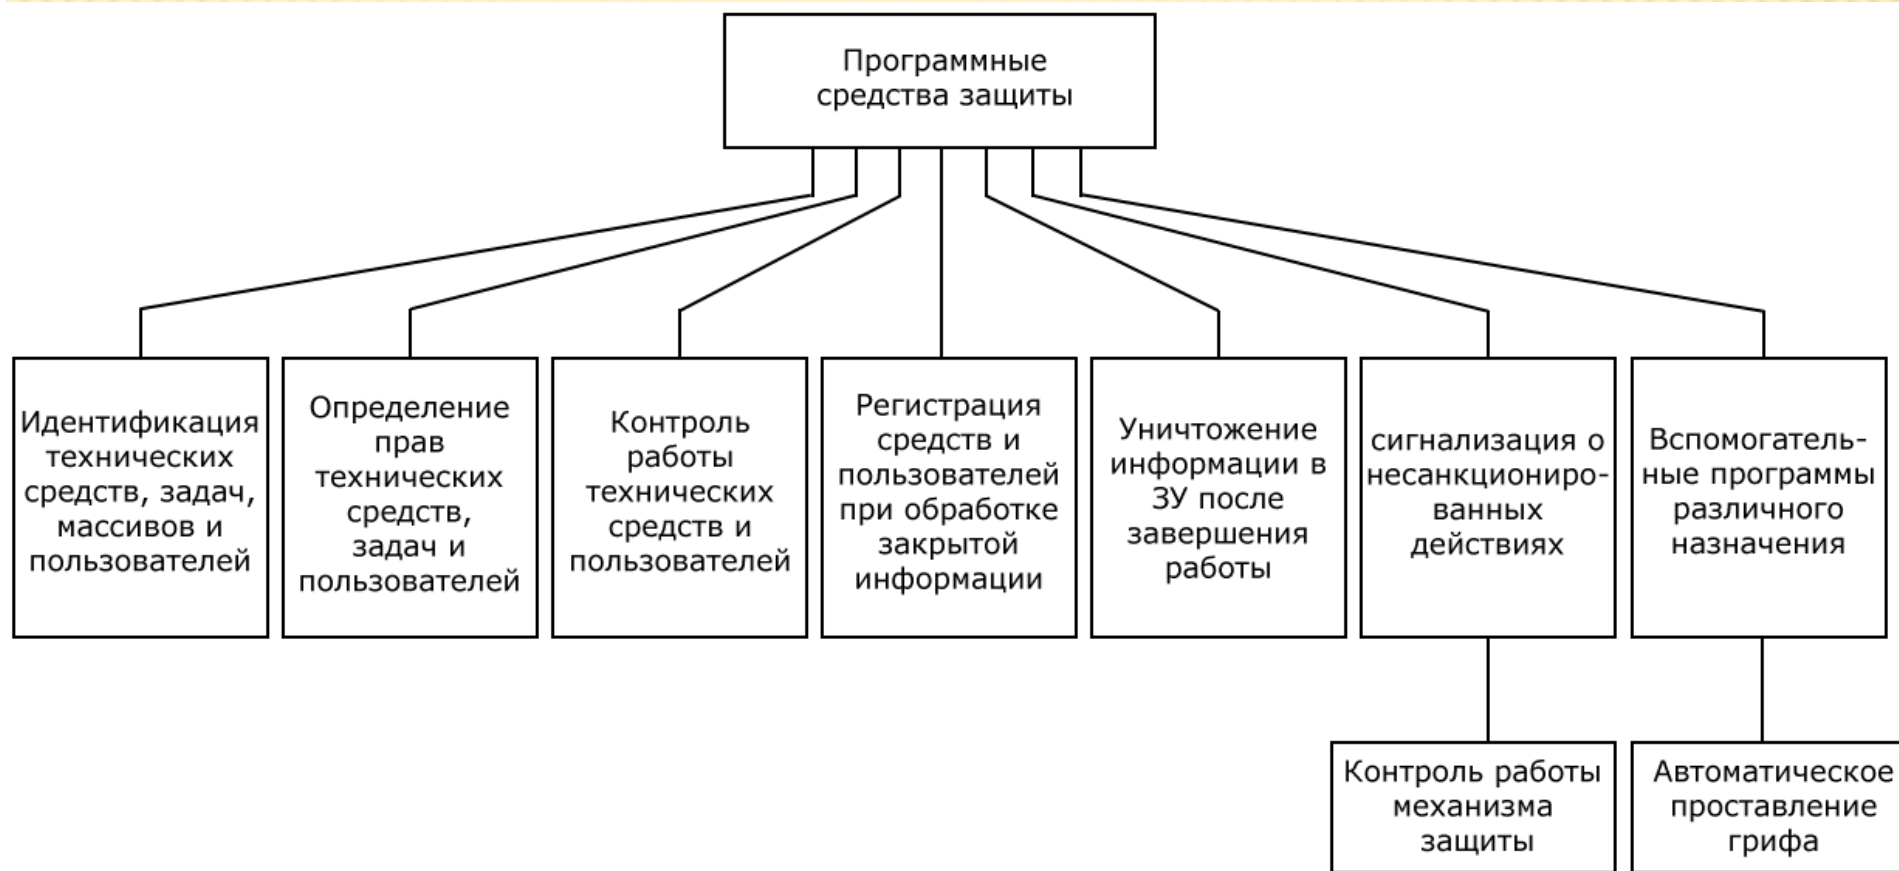 Программные
средства защиты
Идентификация
технических
средств, задач,
массивов и
пользователей
Определение
прав
технических
средств,
задач и
пользователей
Контроль
работы
технических
средств и
пользователей
Регистрация
средств и
пользователей
при обработке
закрытой
информации
Уничтожение
информации в
ЗУ после
завершения
работы
сигнализация о
несанкциониро-
ванных
действиях
Вспомогатель-
ные программы
различного
назначения
Контроль работы
механизма
защиты
Автоматическое
проставление
грифа